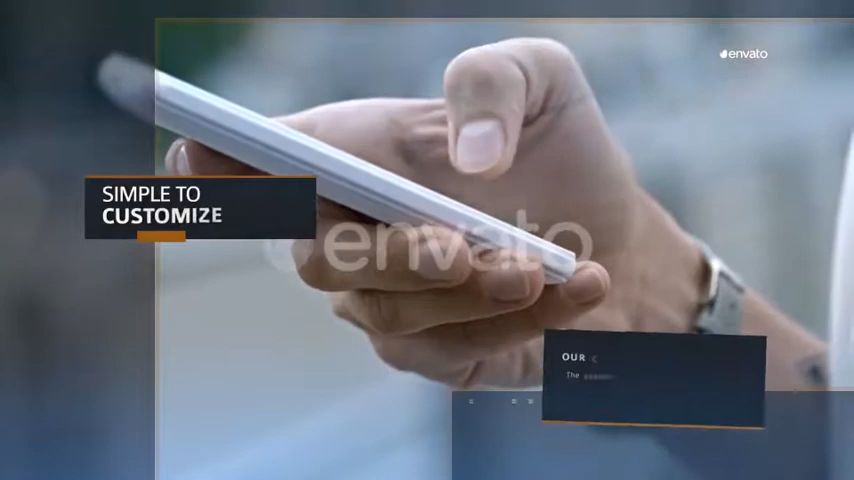 envato
SIMPLE TO
CUSTOMIZE
envato
OUR
The